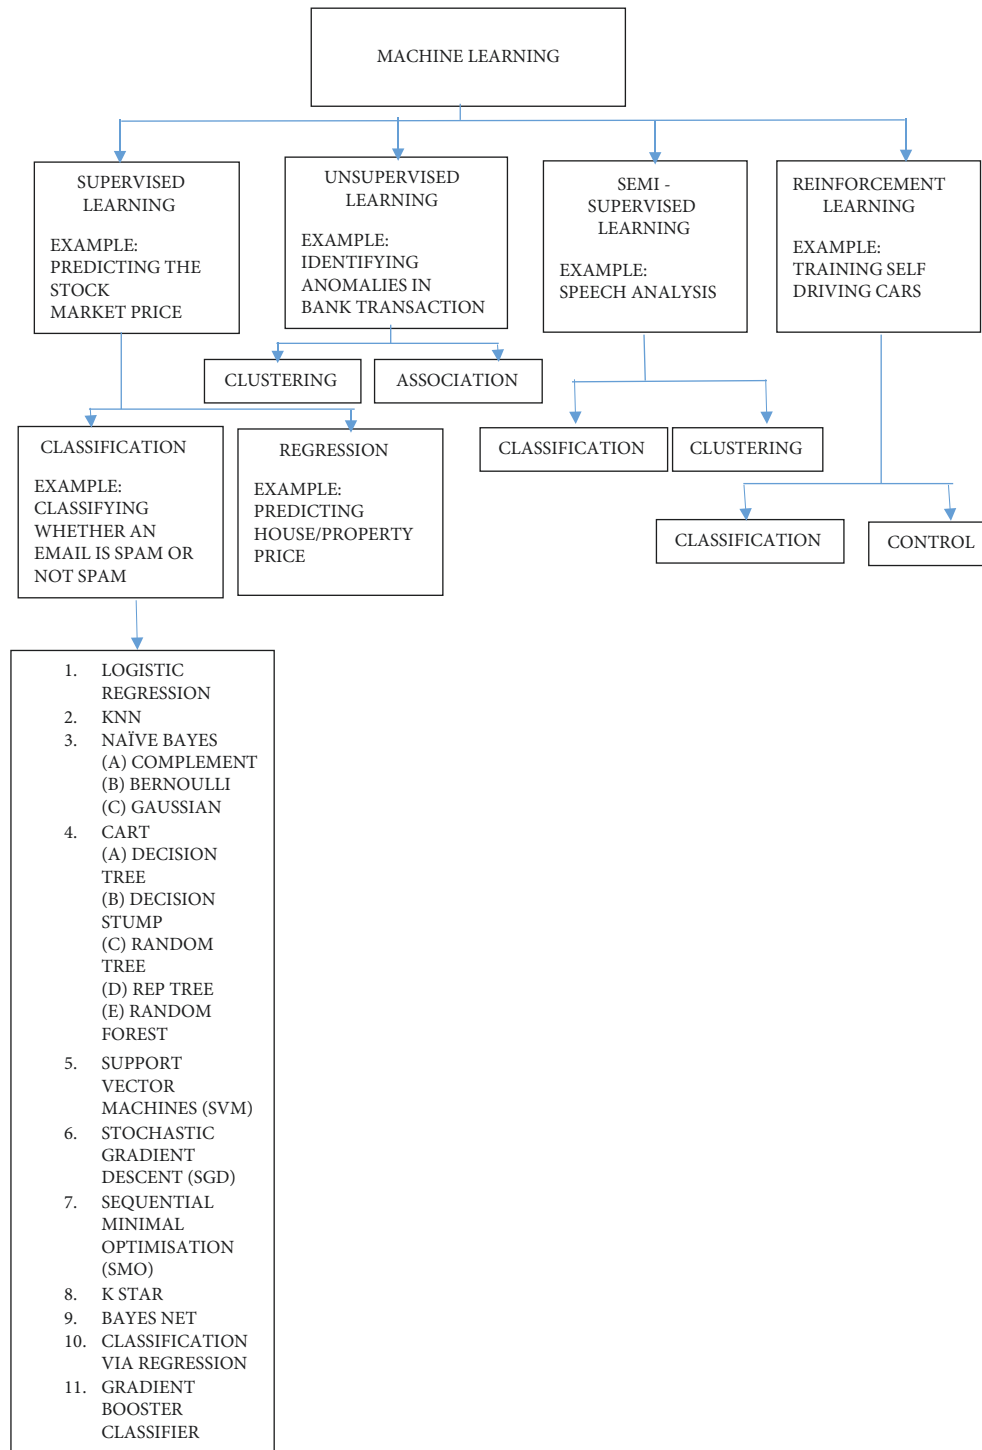 MACHINE LEARNING
SUPERVISED
LEARNING
EXAMPLE:
PREDICTING THE
STOCK
MARKET PRICE
UNSUPERVISED
LEARNING
EXAMPLE:
IDENTIFYING
ANOMALIES IN
BANK TRANSACTION
SEMI -
SUPERVISED
LEARNING
EXAMPLE:
SPEECH ANALYSIS
REINFORCEMENT
LEARNING
EXAMPLE:
TRAINING SELF
DRIVING CARS
CLUSTERING
ASSOCIATION
CLASSIFICATION
EXAMPLE:
CLASSIFYING
WHETHER AN
EMAIL IS SPAM OR
NOT SPAM
REGRESSION
EXAMPLE:
PREDICTING
HOUSE/PROPERTY
PRICE
CLASSIFICATION
CLUSTERING
CLASSIFICATION
CONTROL
1. LOGISTIC
REGRESSION
2. KNN
3. NAÏVE BAYES
(A) COMPLEMENT
(B) BERNOULLI
(C) GAUSSIAN
4. CART
(A) DECISION
TREE
(B) DECISION
STUMP
(C) RANDOM
TREE
(D) REP TREE
(E) RANDOM
FOREST
5. SUPPORT
VECTOR
MACHINES (SVM)
6. STOCHASTIC
GRADIENT
DESCENT (SGD)
7. SEQUENTIAL
MINIMAL
OPTIMISATION
(SMO)
8. K STAR
9. BAYES NET
10. CLASSIFICATION
VIA REGRESSION
11. GRADIENT
BOOSTER
CLASSIFIER